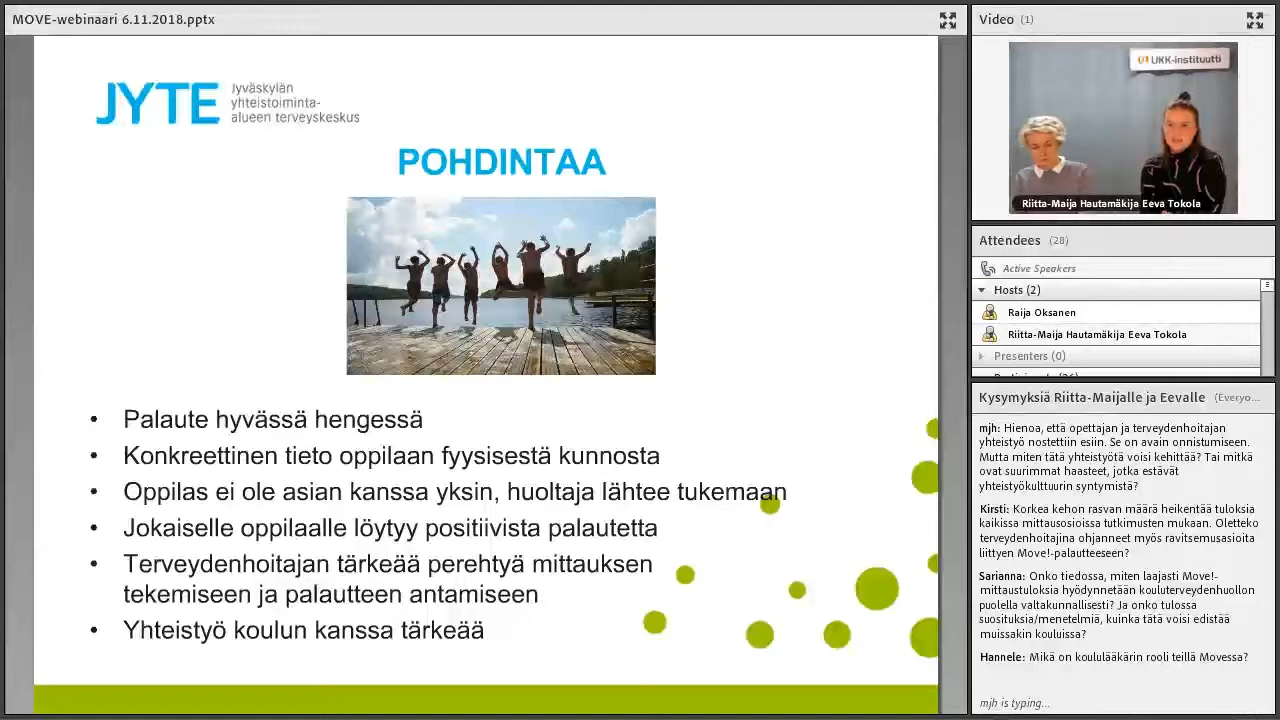 MOVE-webinaari 6.11.2018.pptx
JYTE
Jyväskylän
yhteistoiminta-
alueen terveyskeskus
POHDINTAA
• Palaute hyvässä hengessä
• Konkreettinen tieto oppilaan fyysisestä kunnosta
• Oppilas ei ole asian kanssa yksin, huoltaja lähtee tukemaan
• Jokaiselle oppilaalle löytyy positiivista palautetta
• Terveydenhoitajan tärkeää perehtyä mittauksen
tekemiseen ja palautteen antamiseen
• Yhteistyö koulun kanssa tärkeää
Video (1)
UKK-instituutti
Riitta-Maija Hautamäkija Eeva Tokola
Attendees (28)
Active Speakers
Hosts (2)
Raija Oksanen
Riitta-Maija Hautamäkija Eeva Tokola
Presenters (0)
Kysymyksiä Riitta-Maijalle ja Eevalle (Everyo...
mjh: Hienoa, että opettajan ja terveydenhoitajan
yhteistyö nostettiin esiin. Se on avain onnistumiseen.
Mutta miten tätä yhteistyötä voisi kehittää? Tai mitkä
ovat suurimmat haasteet, jotka estävät
yhteistyökulttuurin syntymistä?
Kirsti: Korkea kehon rasvan määrä heikentää tuloksia
kaikissa mittausosioissa tutkimusten mukaan. Oletteko
terveydenhoitajina ohjanneet myös ravitsemusasioita
liittyen Move!-palautteeseen?
Sarianna: Onko tiedossa, miten laajasti Move!-
mittaustuloksia hyödynnetään kouluterveydenhuollon
puolella valtakunnallisesti? Ja onko tulossa
suosituksia/menetelmiä, kuinka tätä voisi edistää
muissakin kouluissa?
Hannele: Mikä on koululääkärin rooli teillä Movessa?
mjh is typing...